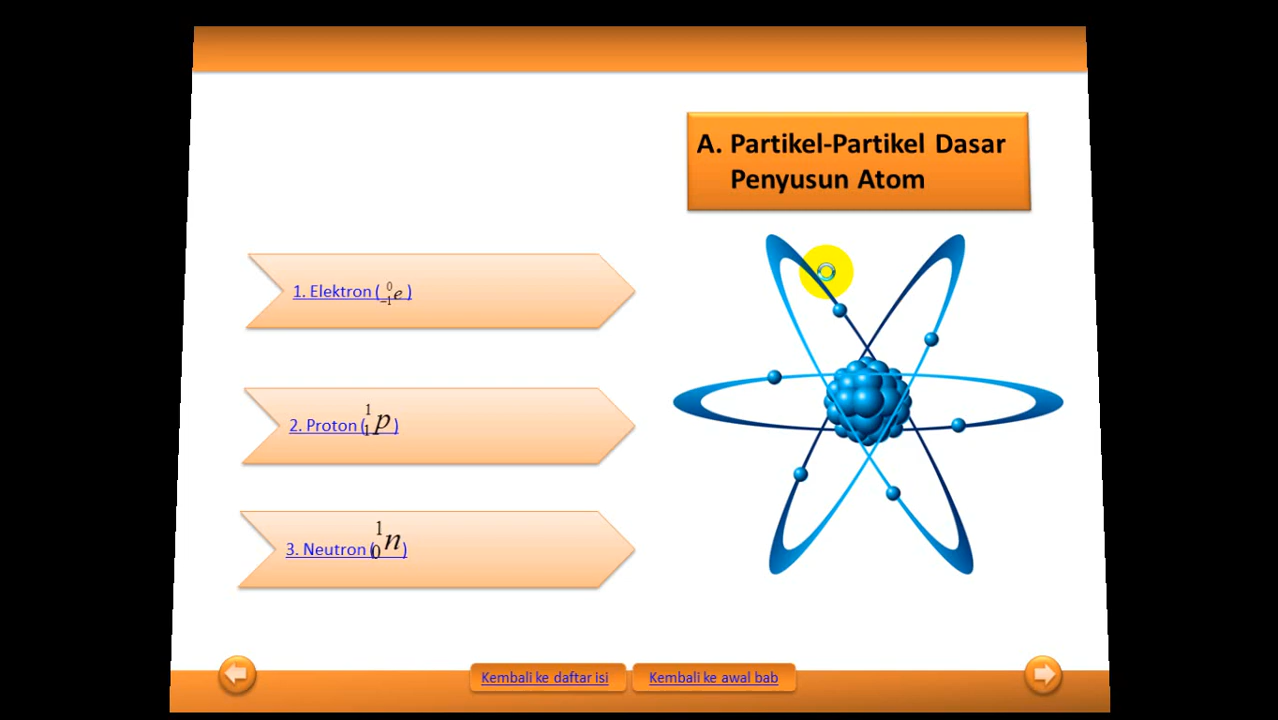 A. Partikel-Partikel Dasar
Penyusun Atom
1. Elektron ( ⁰₋₁e )
2. Proton ( ¹₁p )
3. Neutron ( ¹₀n )
Kembali ke daftar isi
Kembali ke awal bab